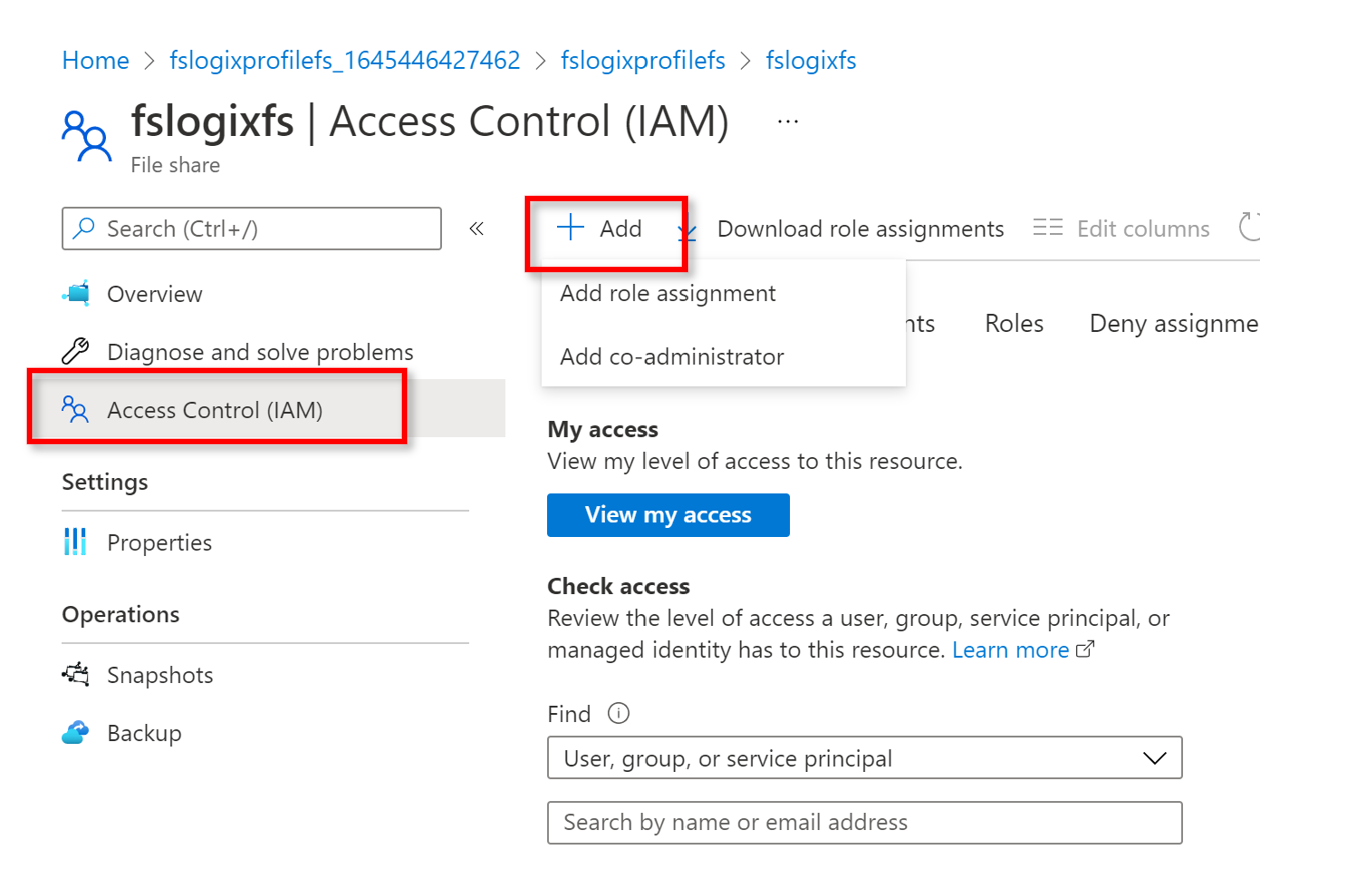 Home > fslogixprofilefs_1645446427462 > fslogixprofilefs > fslogixfs
fslogixfs | Access Control (IAM) ...
File share
Search (Ctrl+/)
«
Overview
Diagnose and solve problems
Access Control (IAM)
Settings
Properties
Operations
Snapshots
Backup
+ Add
Download role assignments
Edit columns
Add role assignment
Add co-administrator
nts
Roles
Deny assignme
My access
View my level of access to this resource.
View my access
Check access
Review the level of access a user, group, service principal, or
managed identity has to this resource. Learn more
Find
User, group, or service principal
Search by name or email address